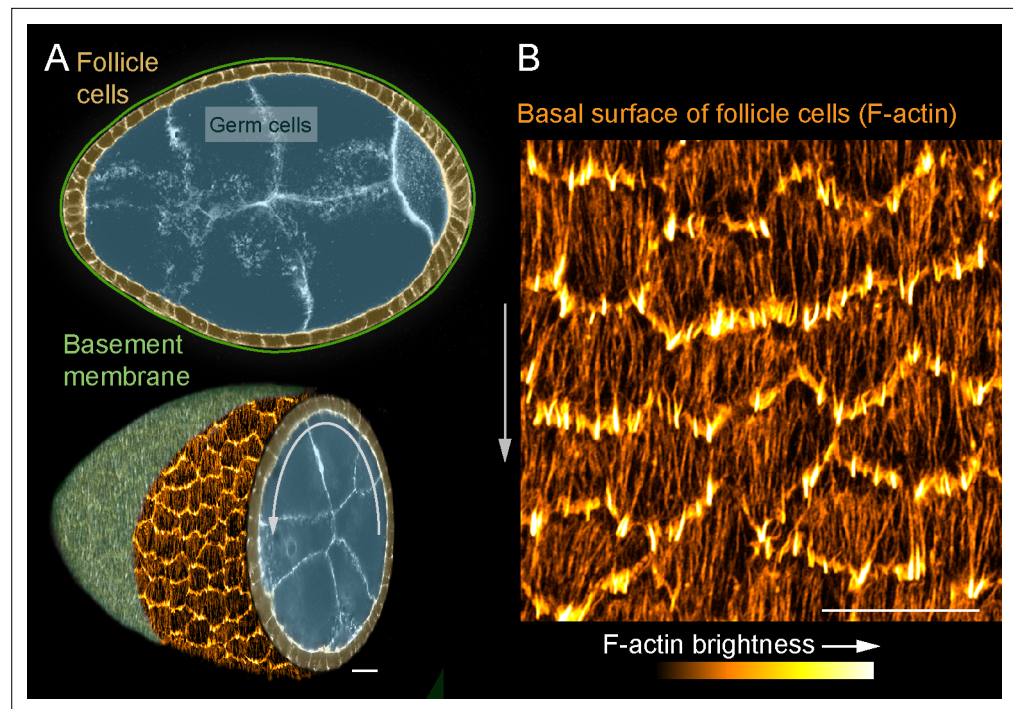 A
Follicle
cells
Germ cells
Basement
membrane
B
Basal surface of follicle cells (F-actin)
F-actin brightness